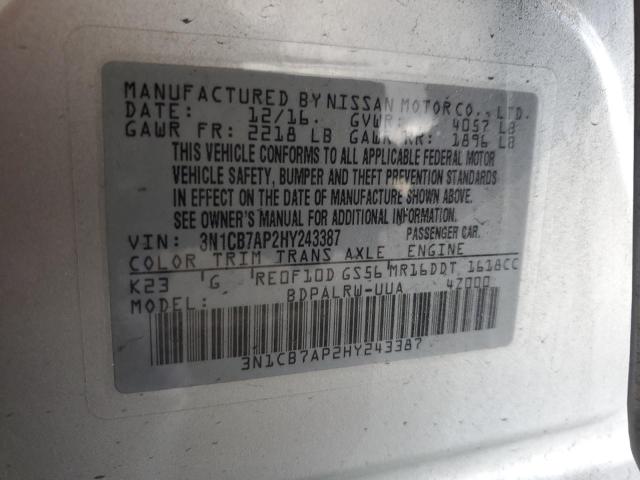 MANUFACTURED BY NISSAN MOTOR CO., LTD.
DATE: 12/16. GVWR: 4057 LB
GAWR FR: 2218 LB GAWR RR: 1896 LB
THIS VEHICLE CONFORMS TO ALL APPLICABLE FEDERAL MOTOR
VEHICLE SAFETY, BUMPER AND THEFT PREVENTION STANDARDS
IN EFFECT ON THE DATE OF MANUFACTURE SHOWN ABOVE.
SEE OWNER'S MANUAL FOR ADDITIONAL INFORMATION.
VIN: 3N1CB7AP2HY243387 PASSENGER CAR.
COLOR TRIM TRANS AXLE ENGINE
K23 G RE0F10D GS56 MR16DDT 1618CC
MODEL: BDPALRW-UUA 4Z000
3N1CB7AP2HY243387